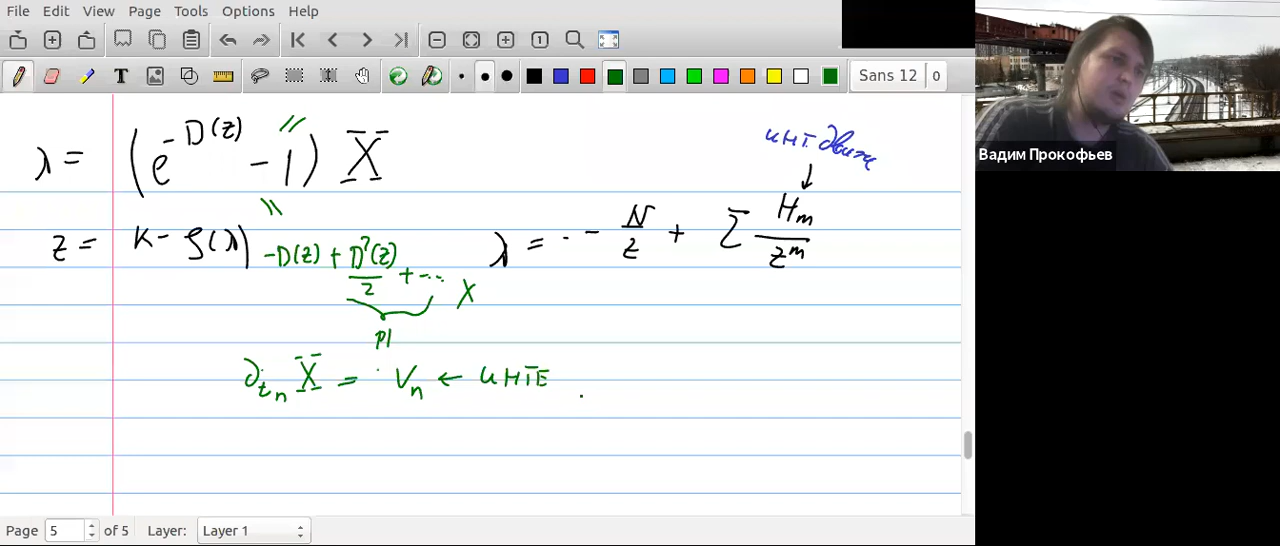 File Edit View Page Tools Options Help
Sans 12 0
Вадим Прокофьев
λ = (e^{-D(z)} - 1) X
инт. движ
z = k - ζ(λ)
-D(z) + D²(z)/2 + ... X
λ = - N/z + Σ H_m/z^m
∂_{t_n} X = V_n ← инте
Page 5 of 5 Layer: Layer 1